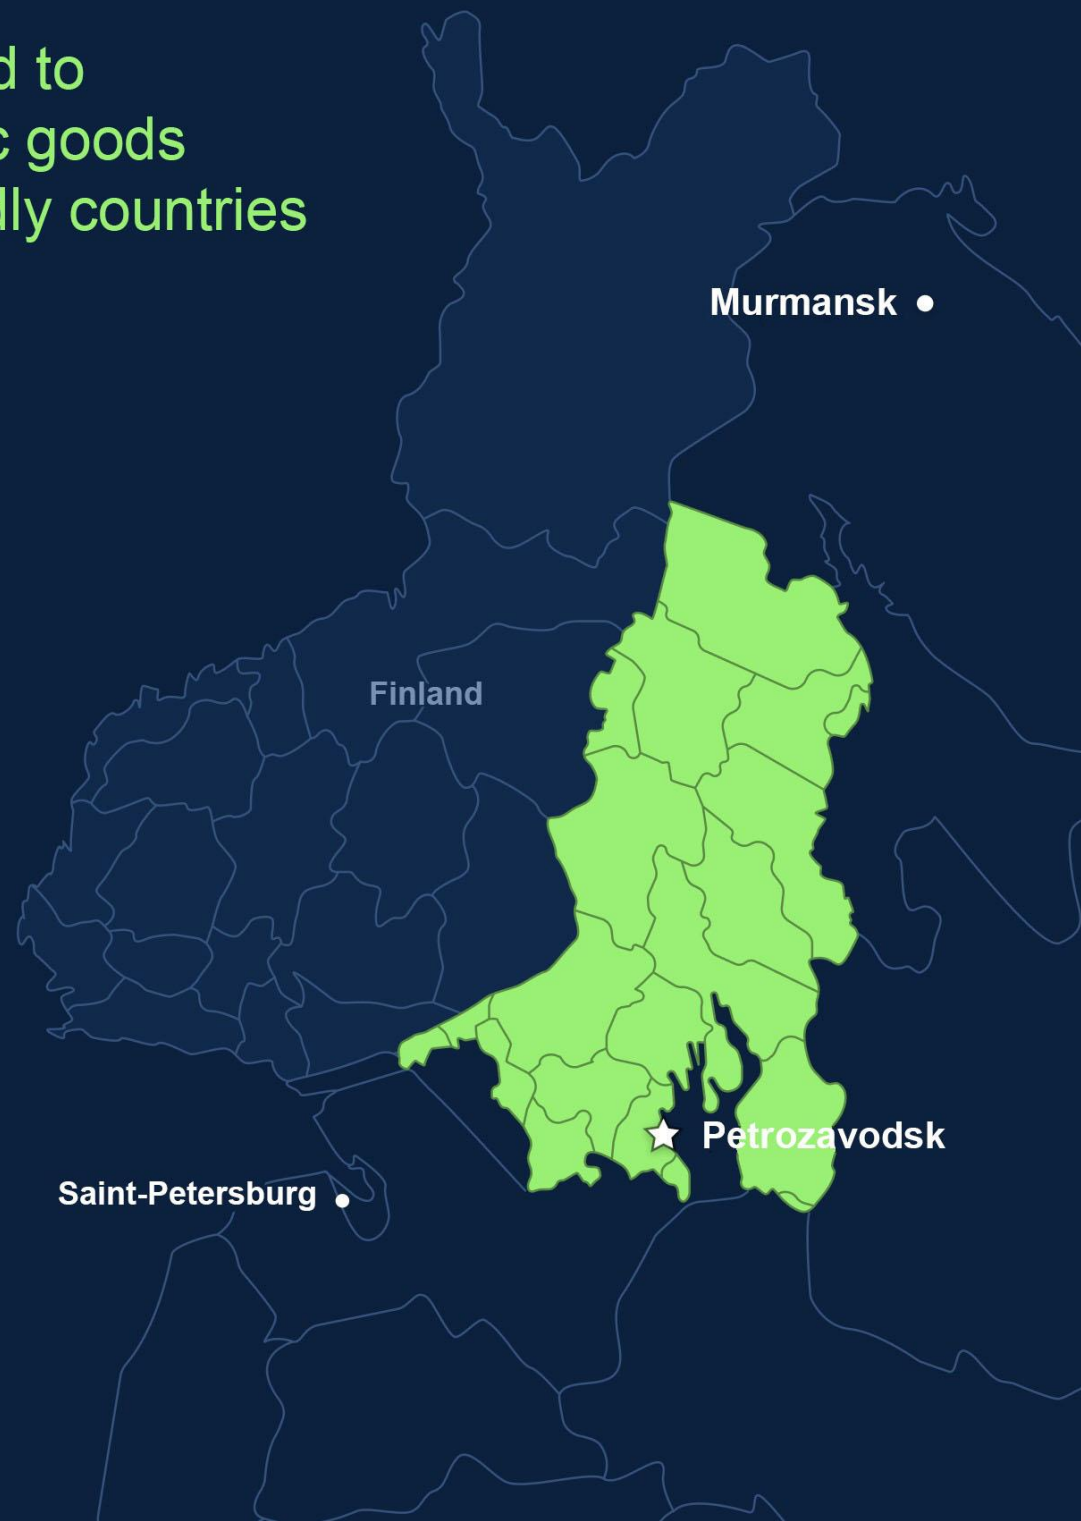 d to
c goods
dly countries
Murmansk
Finland
Petrozavodsk
Saint-Petersburg